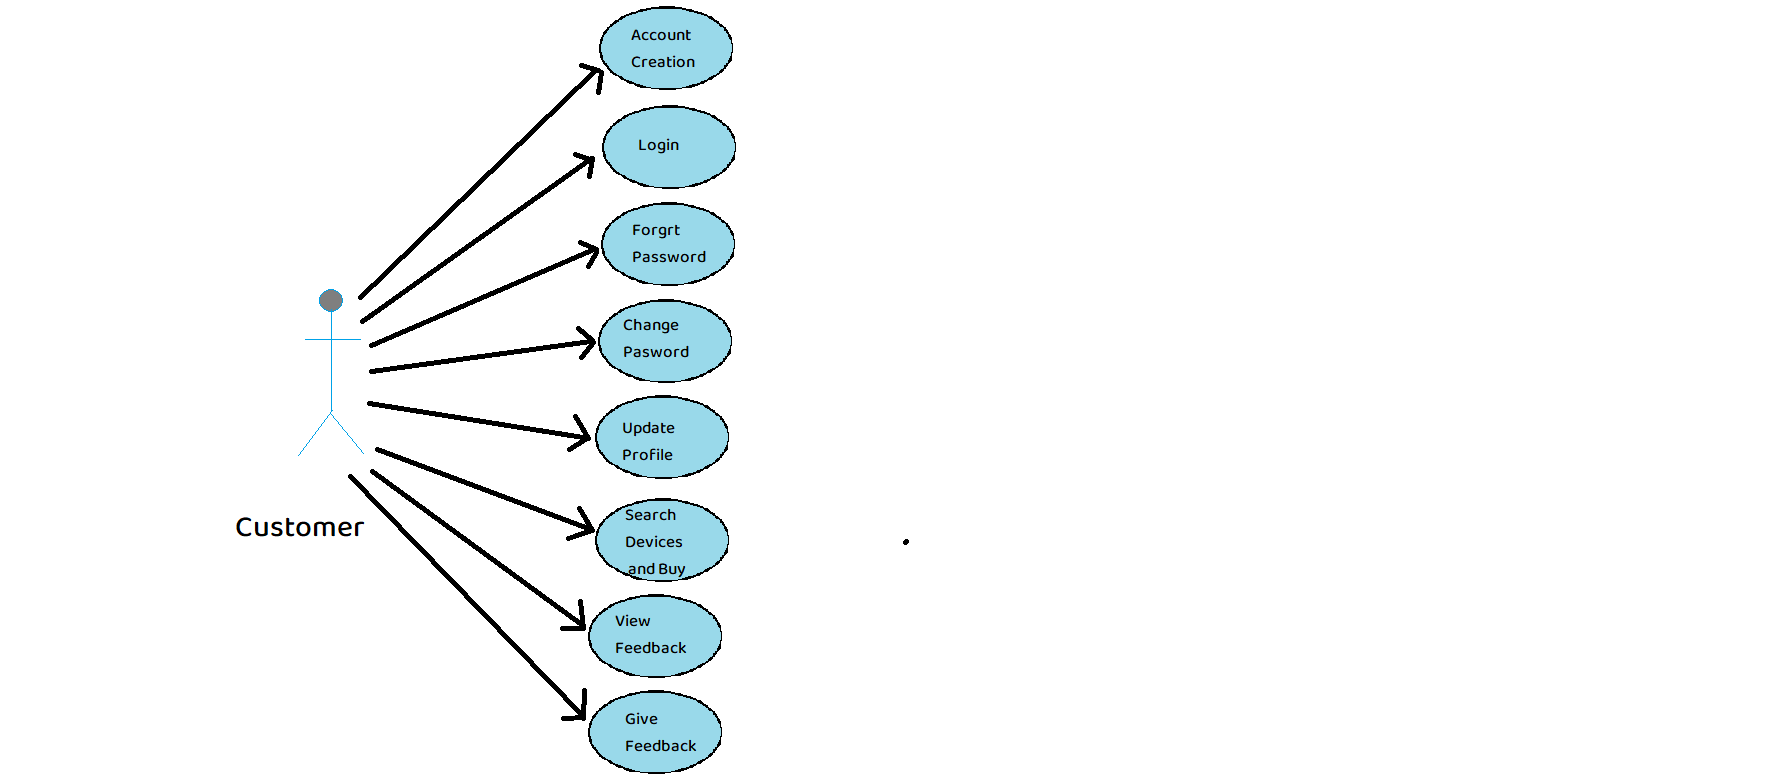 Account
Creation
Login
Forgrt
Password
Change
Pasword
Update
Profile
Search
Devices
and Buy
Customer
View
Feedback
Give
Feedback